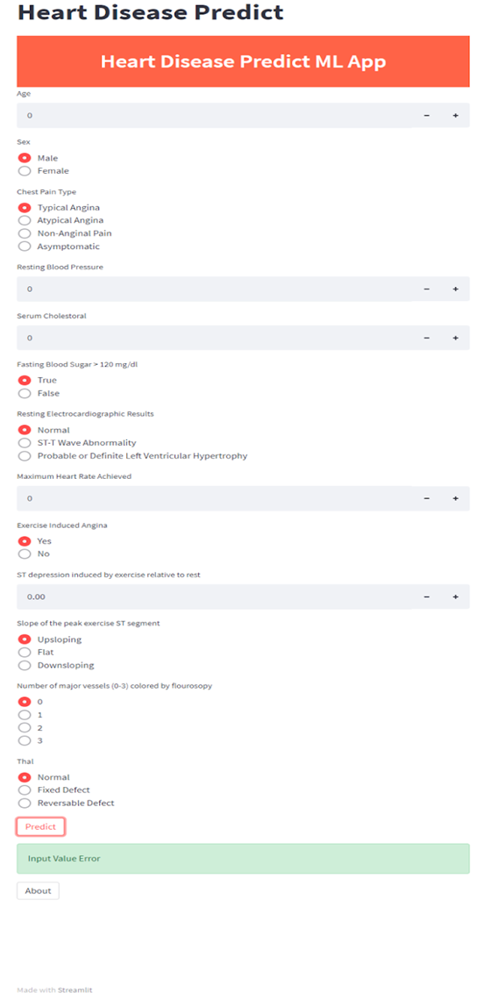 Heart Disease Predict
Heart Disease Predict ML App
Age
0 − +
Sex
Male
Female
Chest Pain Type
Typical Angina
Atypical Angina
Non-Anginal Pain
Asymptomatic
Resting Blood Pressure
0 − +
Serum Cholestoral
0 − +
Fasting Blood Sugar > 120 mg/dl
True
False
Resting Electrocardiographic Results
Normal
ST-T Wave Abnormality
Probable or Definite Left Ventricular Hypertrophy
Maximum Heart Rate Achieved
0 − +
Exercise Induced Angina
Yes
No
ST depression induced by exercise relative to rest
0.00 − +
Slope of the peak exercise ST segment
Upsloping
Flat
Downsloping
Number of major vessels (0-3) colored by flourosopy
0
1
2
3
Thal
Normal
Fixed Defect
Reversable Defect
Predict
Input Value Error
About
Made with Streamlit